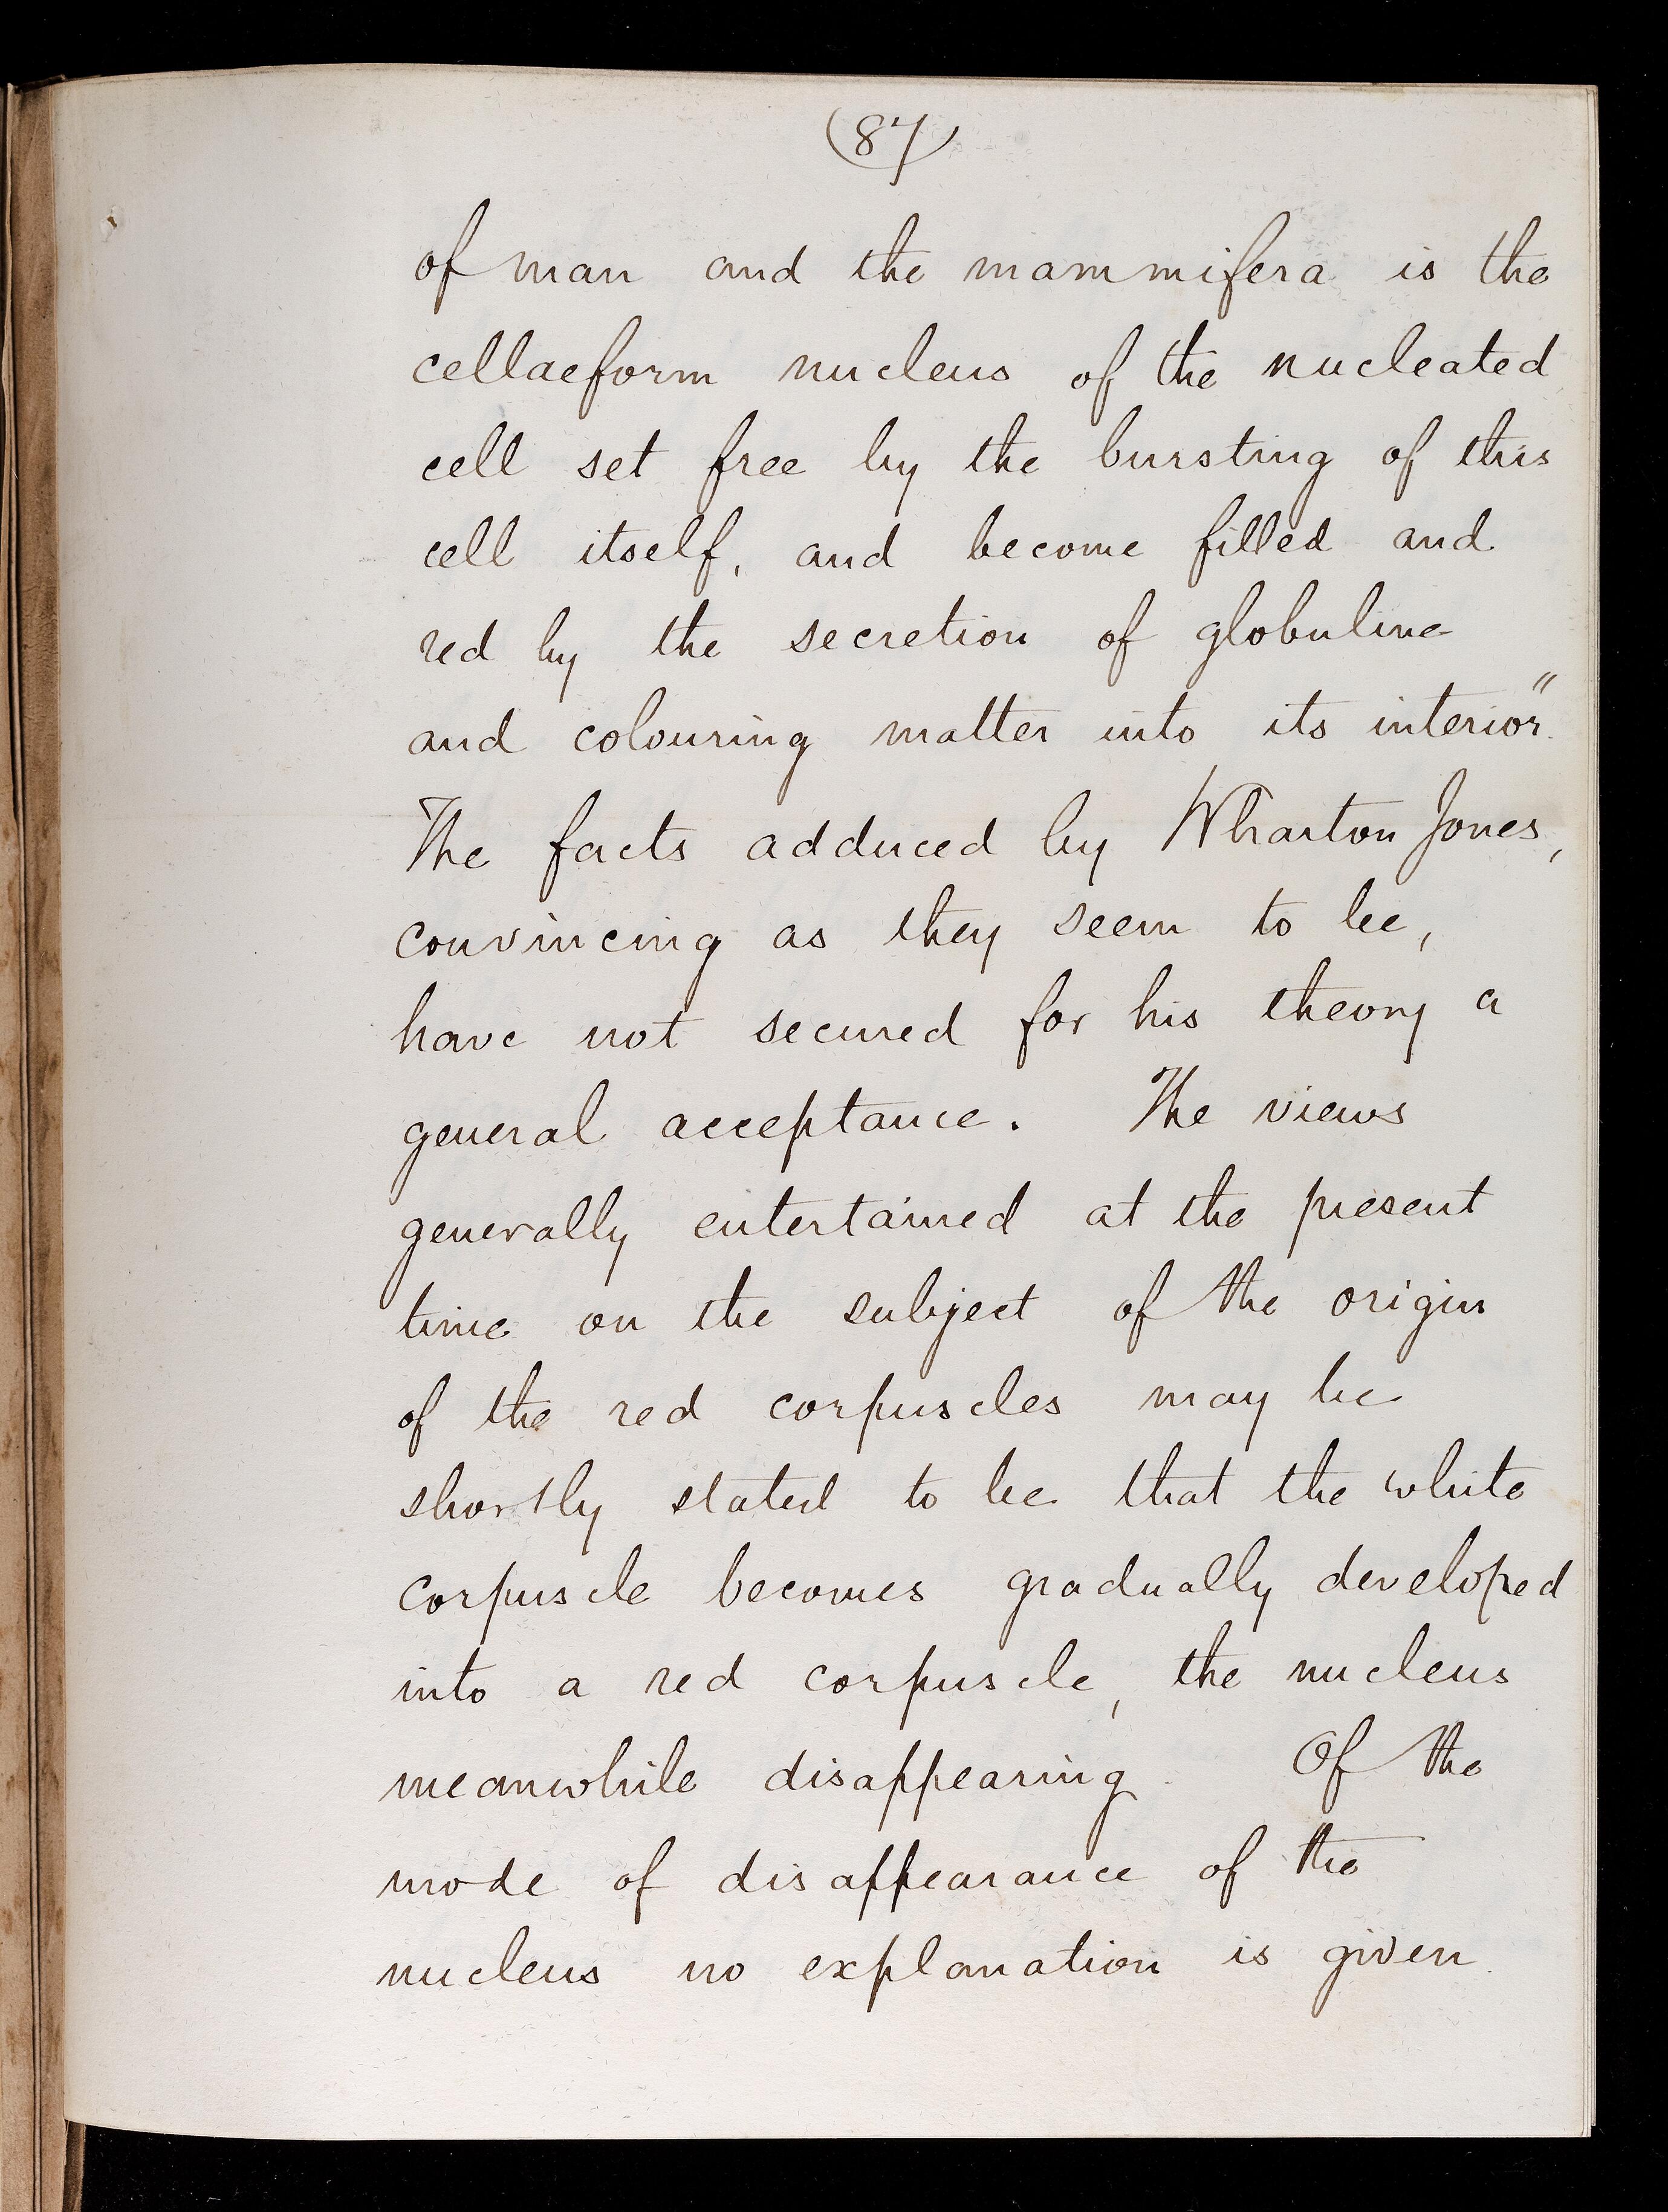 (87)
of man and the mammifera is the
cellaeform nucleus of the nucleated
cell set free by the bursting of this
cell itself, and become filled and
red by the secretion of globuline
and colouring matter into its interior."
The facts adduced by Wharton Jones,
convincing as they seem to be,
have not secured for his theory a
general acceptance. The views
generally entertained at the present
time on the subject of the origin
of the red corpuscles may be
shortly stated to be that the white
corpuscle becomes gradually developed
into a red corpuscle, the nucleus
meanwhile disappearing. Of the
mode of disappearance of the
nucleus no explanation is given.